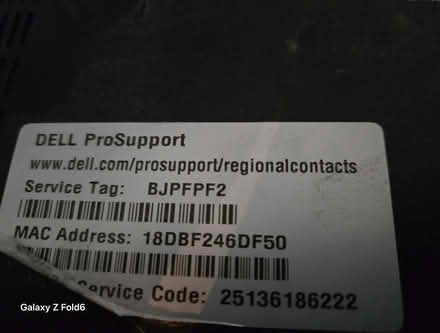 DELL ProSupport
www.dell.com/prosupport/regionalcontacts
Service Tag: BJPFPF2
MAC Address: 18DBF246DF50
Service Code: 25136186222
Galaxy Z Fold6